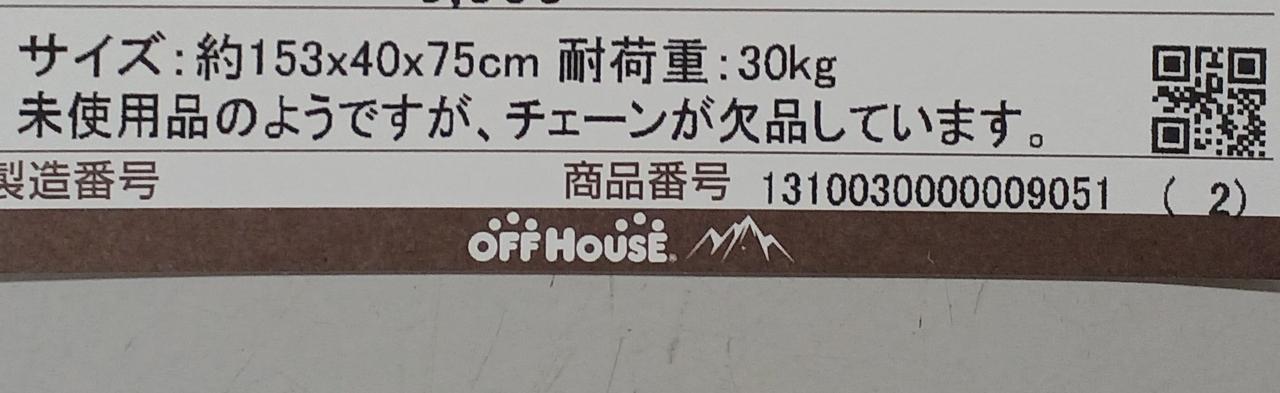 サイズ:約153x40x75cm 耐荷重:30kg
未使用品のようですが、チェーンが欠品しています。
製造番号 商品番号 1310030000009051 ( 2)
OFF HOUSE